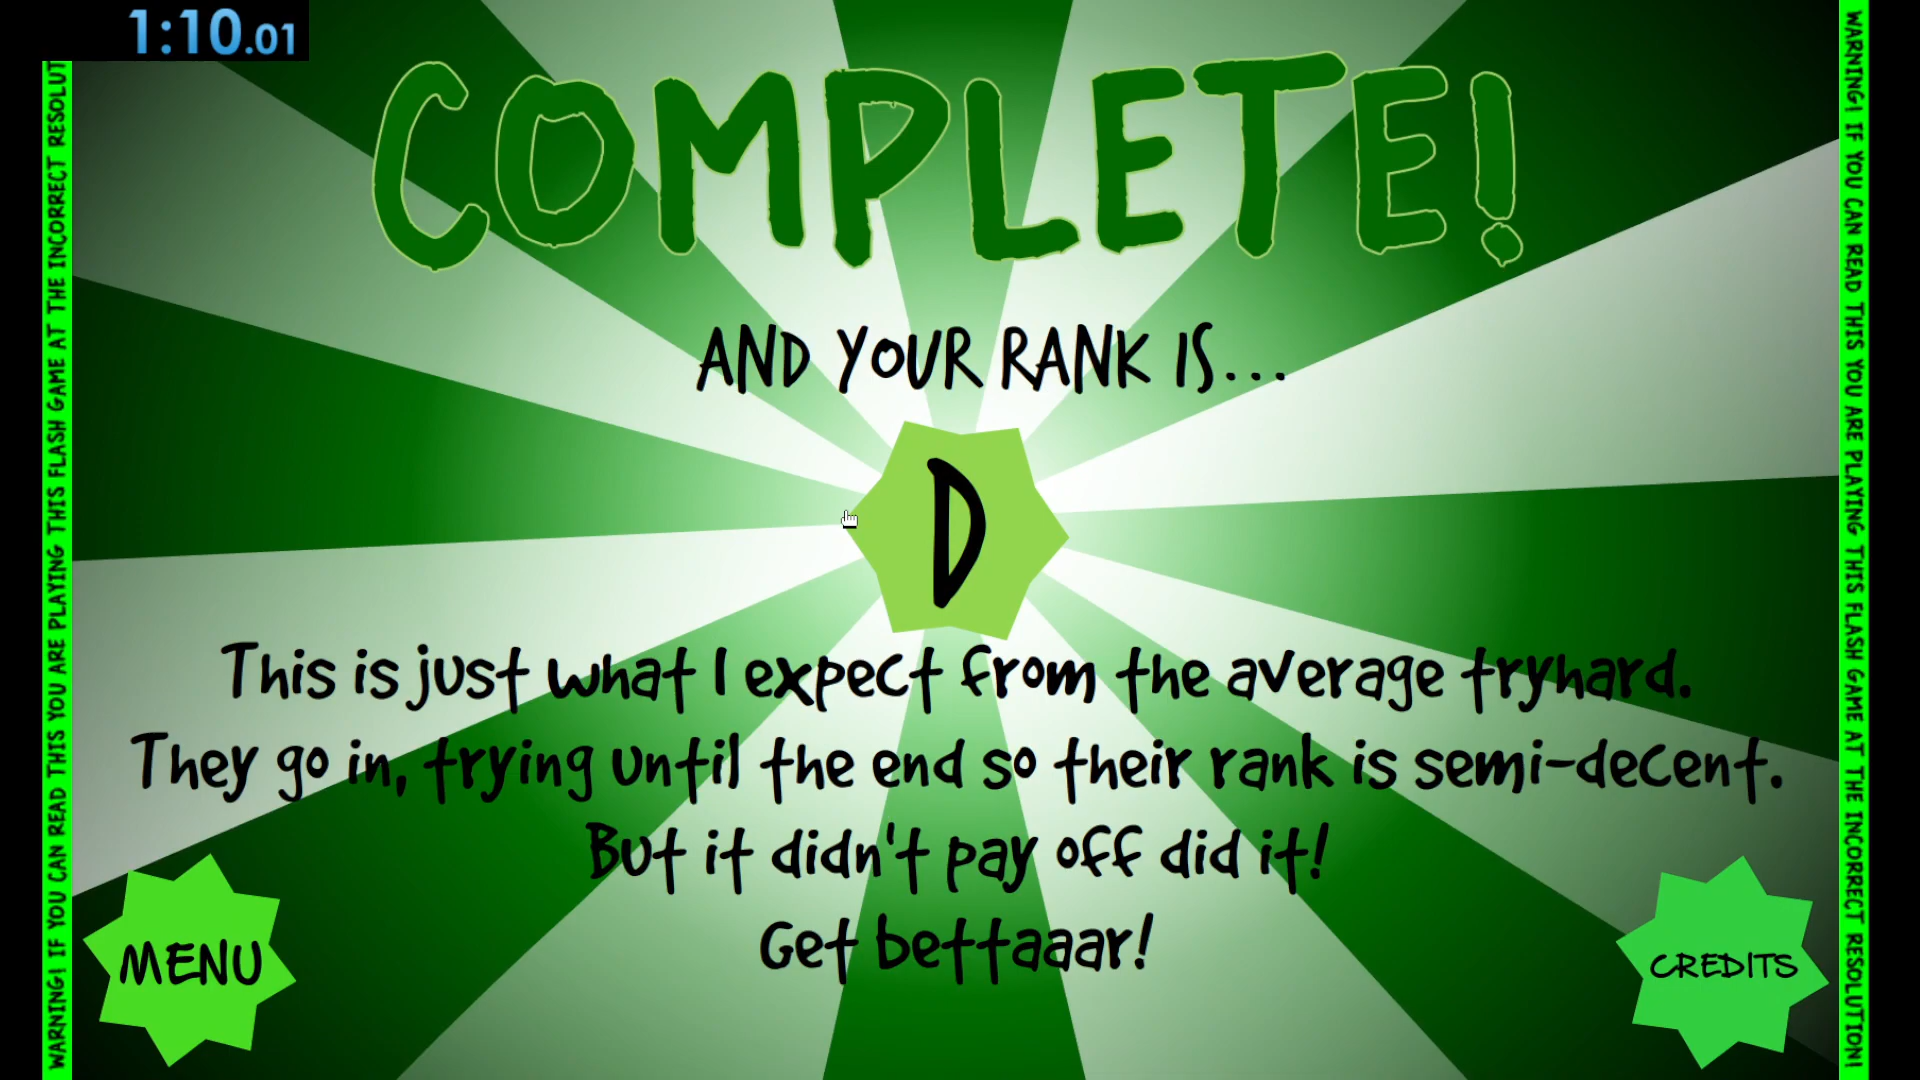 1:10.01
COMPLETE!
AND YOUR RANK IS...
D
This is just what I expect from the average tryhard.
They go in, trying until the end so their rank is semi-decent.
But it didn't pay off did it!
Get bettaaar!
MENU
CREDITS
WARNING! IF YOU CAN READ THIS YOU ARE PLAYING THIS FLASH GAME AT THE INCORRECT RESOLUT
WARNING! IF YOU CAN READ THIS YOU ARE PLAYING THIS FLASH GAME AT THE INCORRECT RESOLUTION!